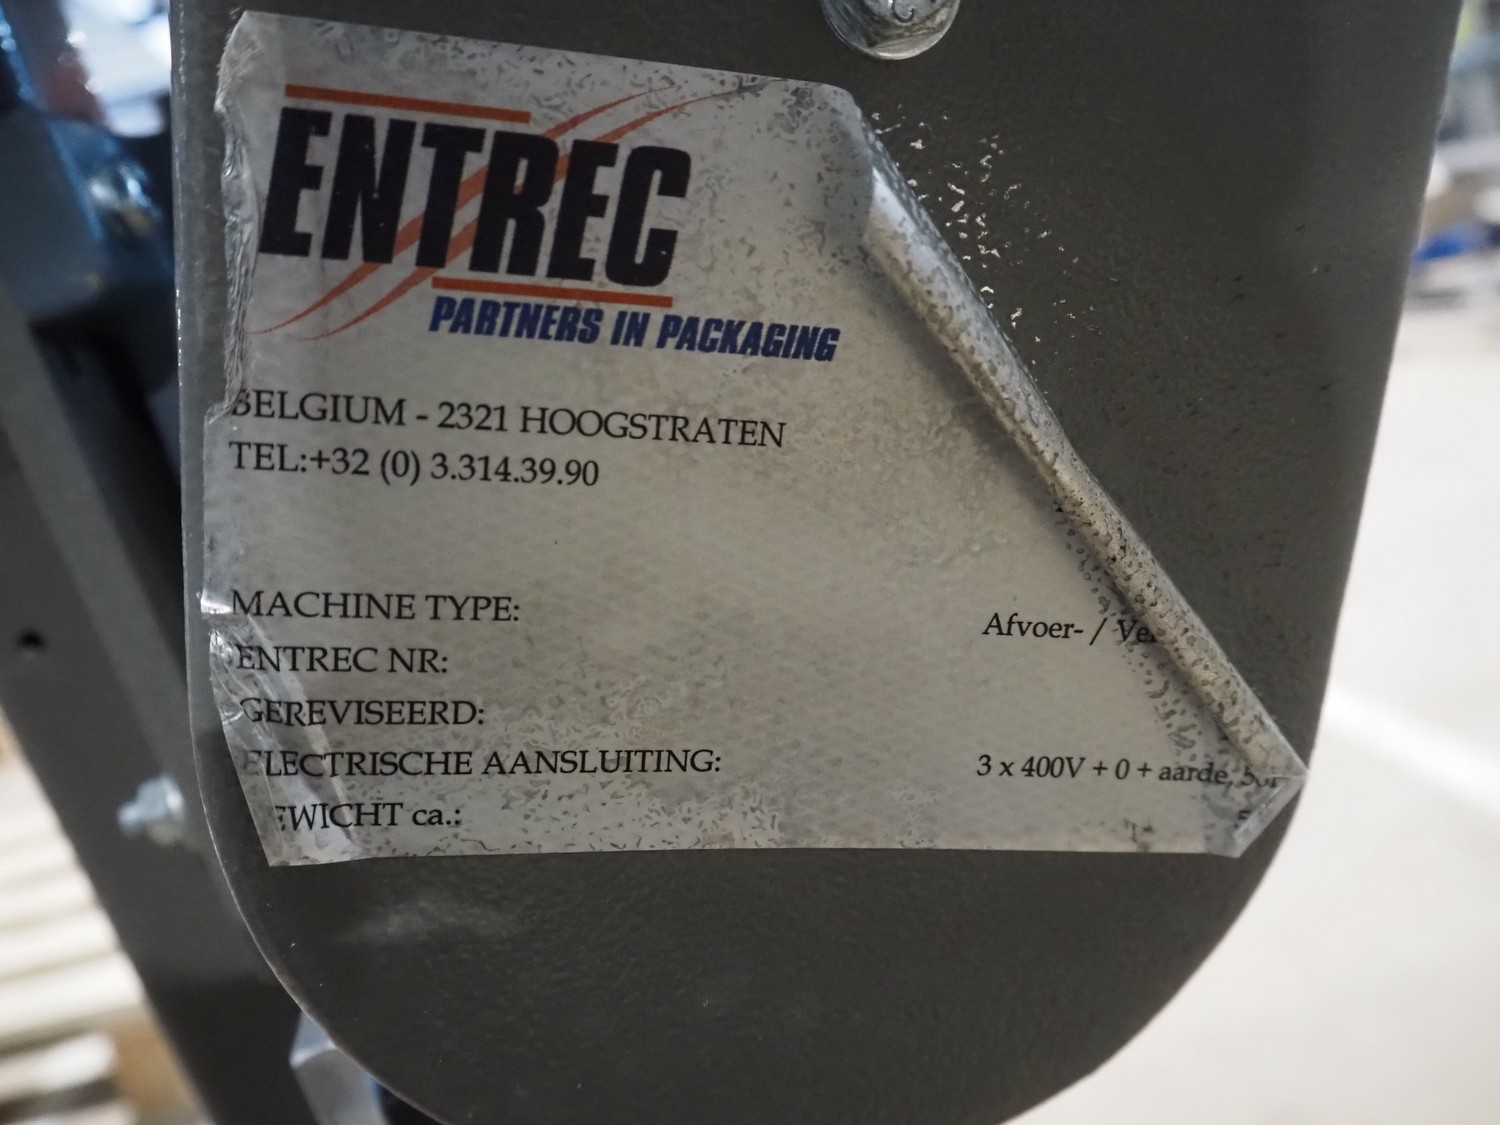 ENTREC
PARTNERS IN PACKAGING
BELGIUM - 2321 HOOGSTRATEN
TEL:+32 (0) 3.314.39.90
MACHINE TYPE: Afvoer- /
ENTREC NR:
GEREVISEERD:
ELECTRISCHE AANSLUITING: 3 x 400V + 0 + aarde,
EWICHT ca.: